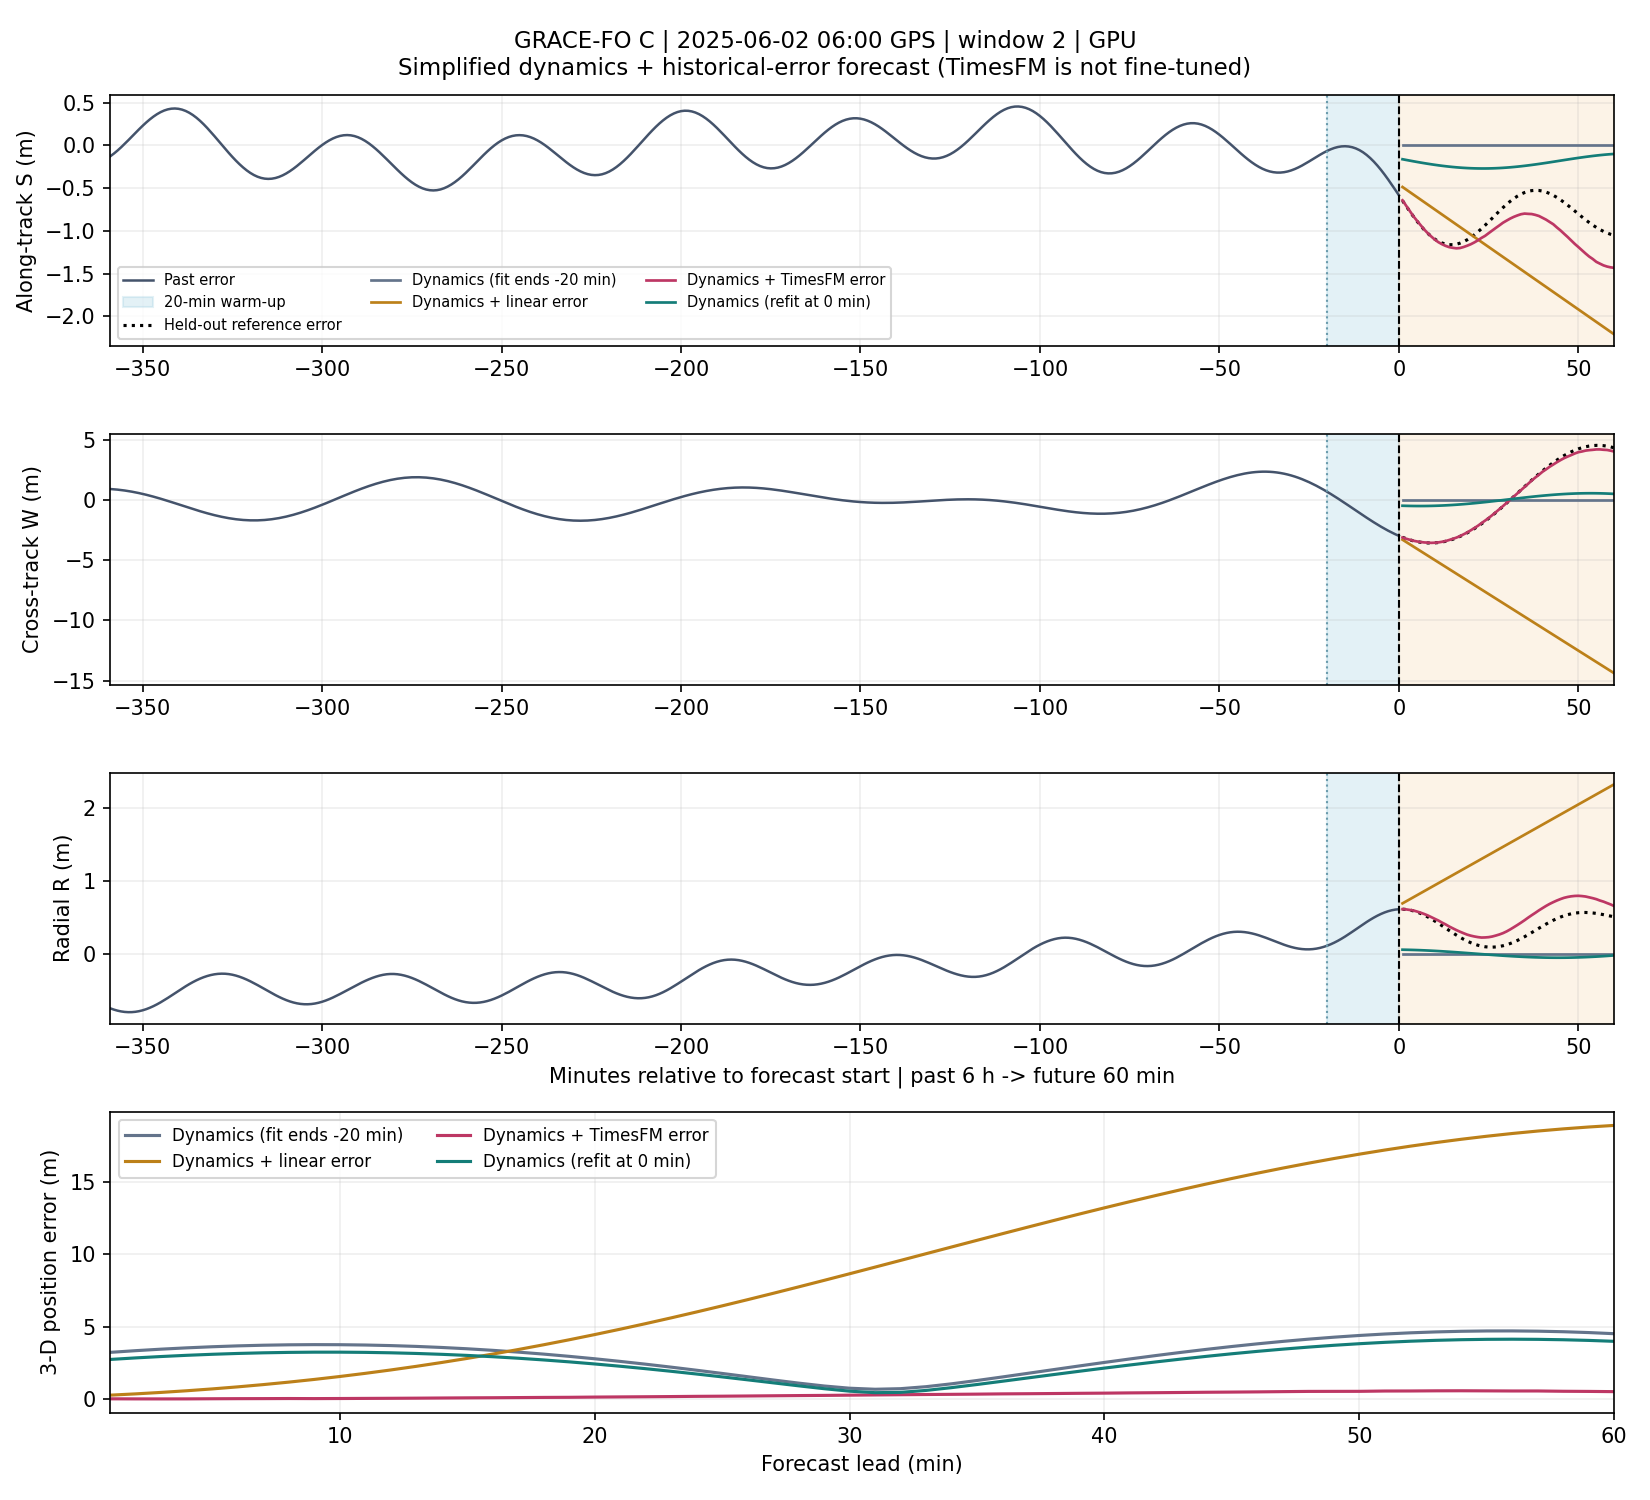 GRACE-FO C | 2025-06-02 06:00 GPS | window 2 | GPU
Simplified dynamics + historical-error forecast (TimesFM is not fine-tuned)
Along-track S (m)
0.5
0.0
−0.5
−1.0
−1.5
−2.0
Past error
20-min warm-up
Held-out reference error
Dynamics (fit ends -20 min)
Dynamics + linear error
Dynamics + TimesFM error
Dynamics (refit at 0 min)
−350 −300 −250 −200 −150 −100 −50 0 50
Cross-track W (m)
5
0
−5
−10
−15
−350 −300 −250 −200 −150 −100 −50 0 50
Radial R (m)
2
1
0
−350 −300 −250 −200 −150 −100 −50 0 50
Minutes relative to forecast start | past 6 h -> future 60 min
3-D position error (m)
15
10
5
0
Dynamics (fit ends -20 min)
Dynamics + linear error
Dynamics + TimesFM error
Dynamics (refit at 0 min)
10 20 30 40 50 60
Forecast lead (min)